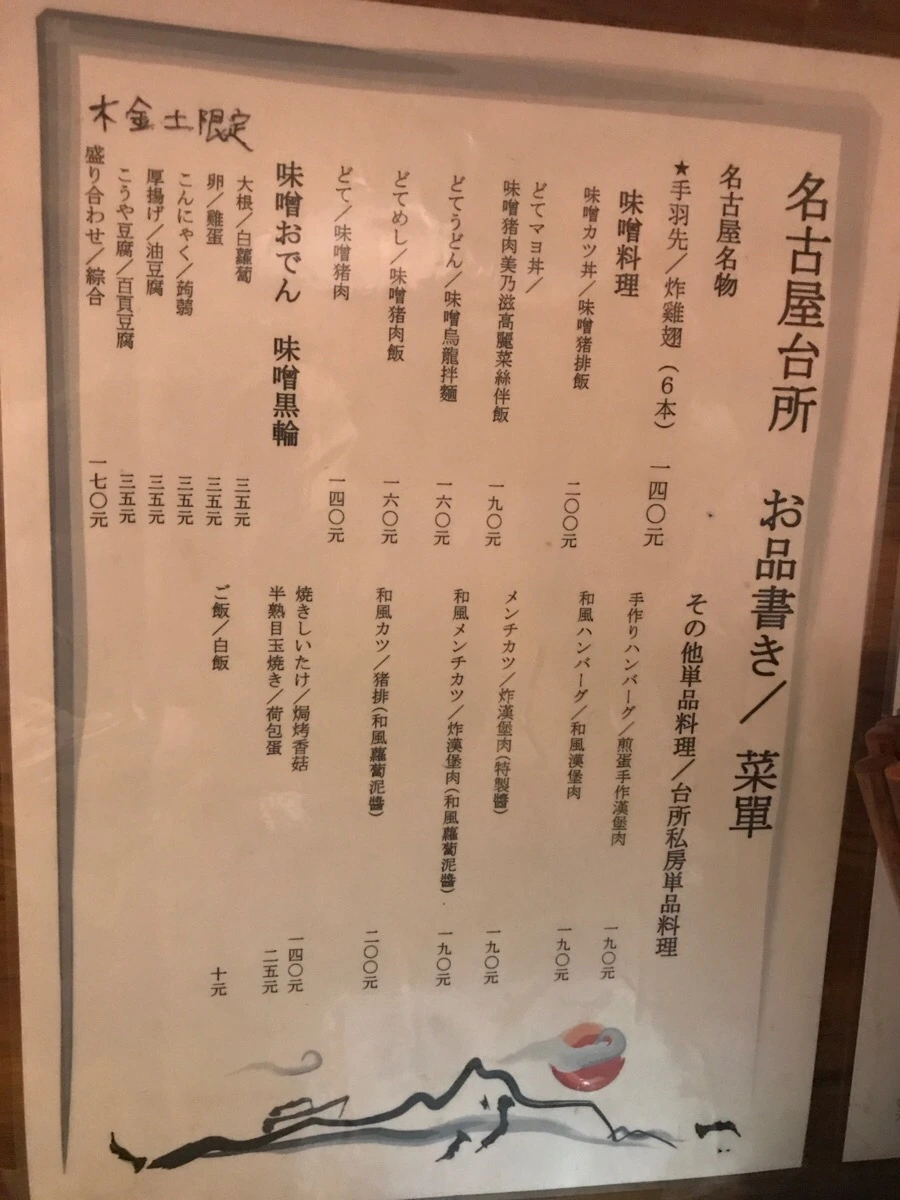 名古屋台所　お品書き／　菜單
名古屋名物
★手羽先／炸雞翅（6本）　一四〇元
味噌料理
味噌カツ丼／味噌猪排飯　二〇〇元
どてマヨ丼／
味噌猪肉美乃滋高麗菜絲伴飯　一九〇元
どてうどん／味噌烏龍拌麵　一六〇元
どてめし／味噌猪肉飯　一六〇元
どて／味噌猪肉　一四〇元
味噌おでん　味噌黒輪
木金土限定
大根／白蘿蔔　三五元
卵／雞蛋　三五元
こんにゃく／蒟蒻　三五元
厚揚げ／油豆腐　三五元
こうや豆腐／百頁豆腐　三五元
盛り合わせ／綜合　一七〇元
その他単品料理／台所私房単品料理
手作りハンバーグ／煎蛋手作漢堡肉　一九〇元
和風ハンバーグ／和風漢堡肉　一九〇元
メンチカツ／炸漢堡肉（特製醬）　一九〇元
和風メンチカツ／炸漢堡肉（和風蘿蔔泥醬）　一九〇元
和風カツ／猪排（和風蘿蔔泥醬）　二〇〇元
焼きしいたけ／焗烤香菇　一四〇元
半熟目玉焼き／荷包蛋　二五元
ご飯／白飯　十元